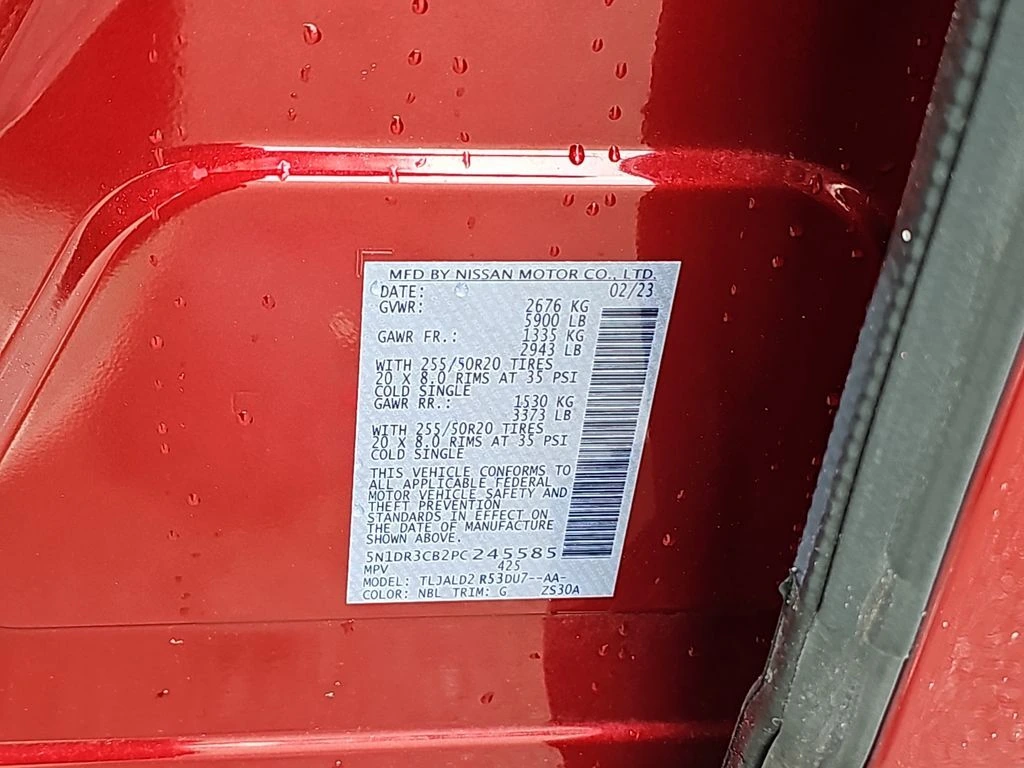 MFD BY NISSAN MOTOR CO., LTD.
DATE: 02/23
GVWR: 2676 KG
5900 LB
GAWR FR.: 1335 KG
2943 LB
WITH 255/50R20 TIRES
20 X 8.0 RIMS AT 35 PSI
COLD SINGLE
GAWR RR.: 1530 KG
3373 LB
WITH 255/50R20 TIRES
20 X 8.0 RIMS AT 35 PSI
COLD SINGLE
THIS VEHICLE CONFORMS TO
ALL APPLICABLE FEDERAL
MOTOR VEHICLE SAFETY AND
THEFT PREVENTION
STANDARDS IN EFFECT ON
THE DATE OF MANUFACTURE
SHOWN ABOVE.
5N1DR3CB2PC245585
MPV 425
MODEL: TLJALD2 R53DU7--AA-
COLOR: NBL TRIM: G ZS30A